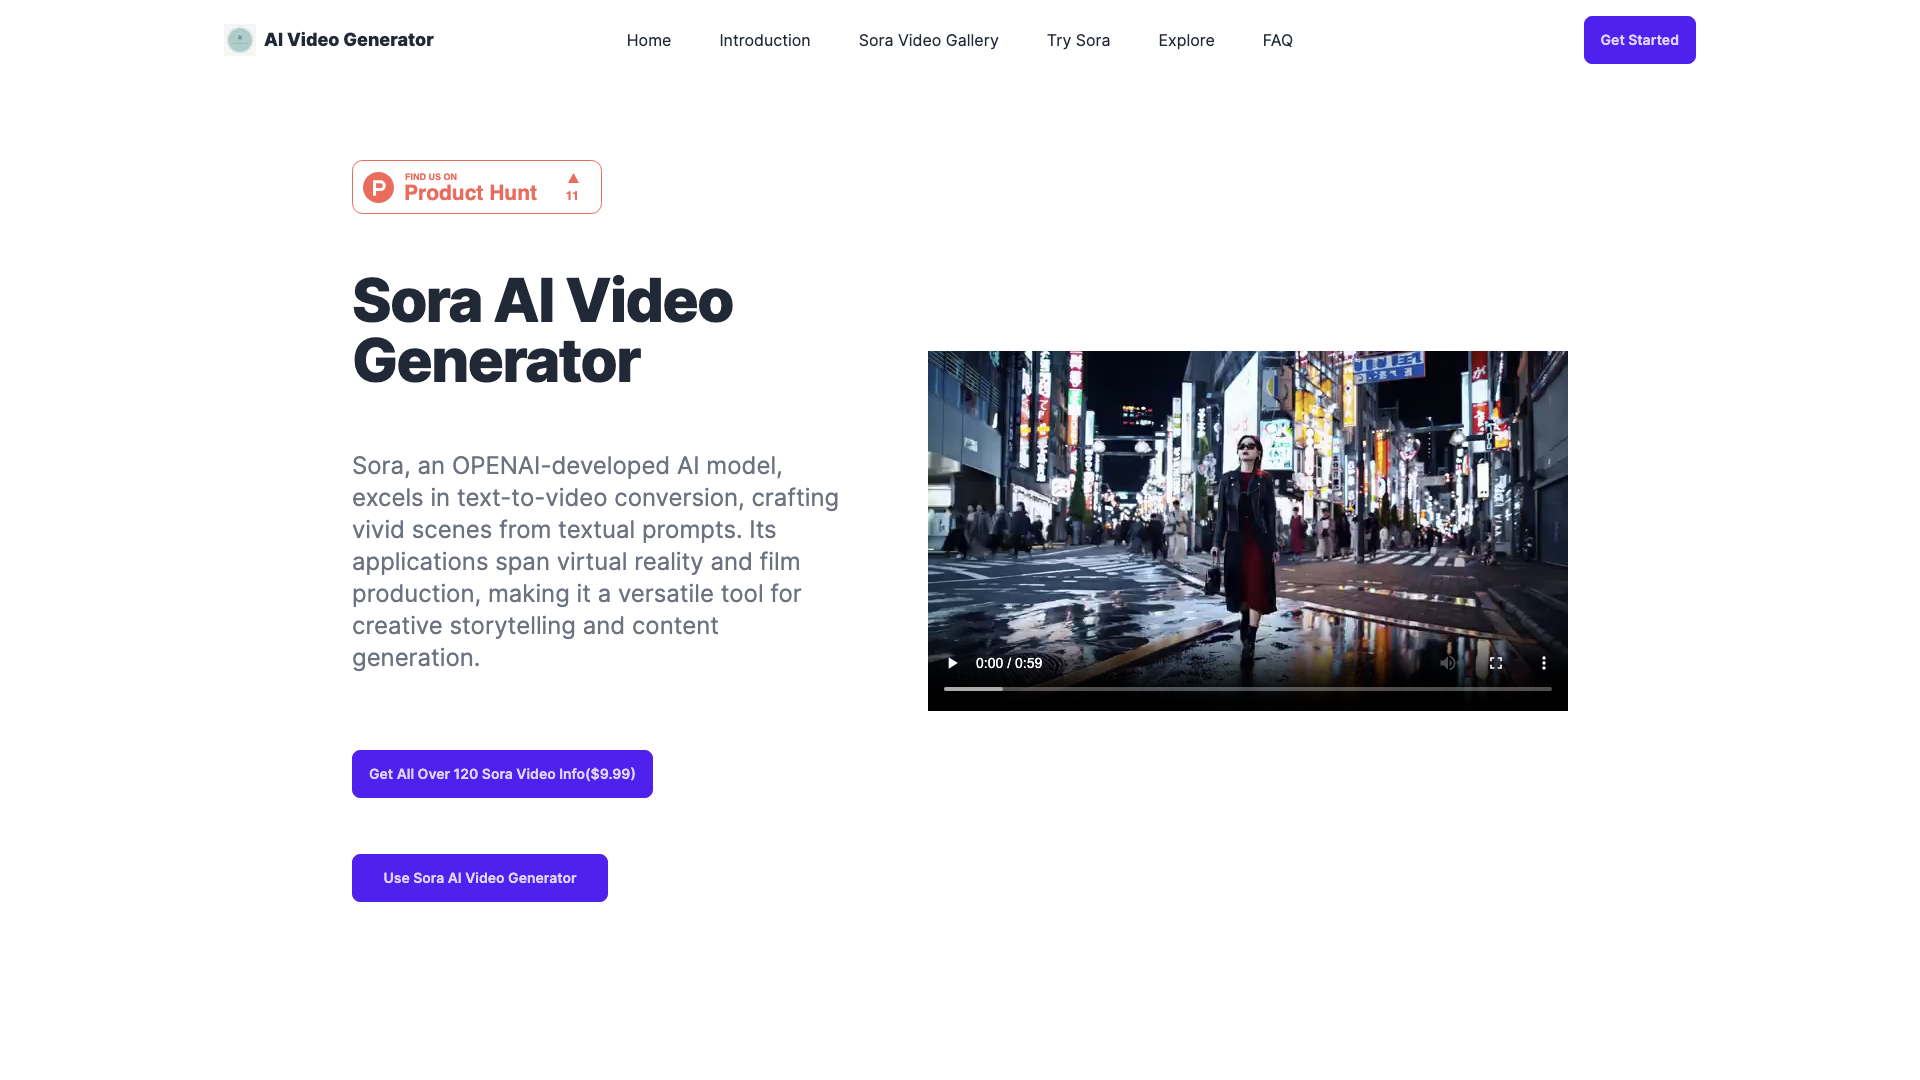 AI Video Generator
Home
Introduction
Sora Video Gallery
Try Sora
Explore
FAQ
Get Started
P
FIND US ON
Product Hunt
▲
11
Sora AI Video
Generator
Sora, an OPENAI-developed AI model,
excels in text-to-video conversion, crafting
vivid scenes from textual prompts. Its
applications span virtual reality and film
production, making it a versatile tool for
creative storytelling and content
generation.
0:00 / 0:59
Get All Over 120 Sora Video Info($9.99)
Use Sora AI Video Generator